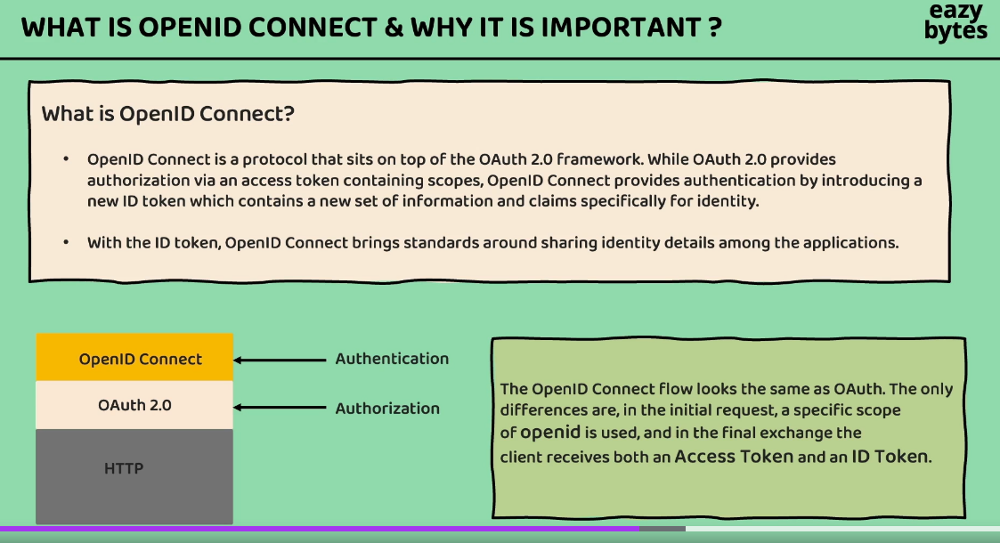 WHAT IS OPENID CONNECT & WHY IT IS IMPORTANT ?
eazy
bytes
What is OpenID Connect?
• OpenID Connect is a protocol that sits on top of the OAuth 2.0 framework. While OAuth 2.0 provides
authorization via an access token containing scopes, OpenID Connect provides authentication by introducing a
new ID token which contains a new set of information and claims specifically for identity.
• With the ID token, OpenID Connect brings standards around sharing identity details among the applications.
OpenID Connect
Authentication
OAuth 2.0
Authorization
HTTP
The OpenID Connect flow looks the same as OAuth. The only
differences are, in the initial request, a specific scope
of openid is used, and in the final exchange the
client receives both an Access Token and an ID Token.